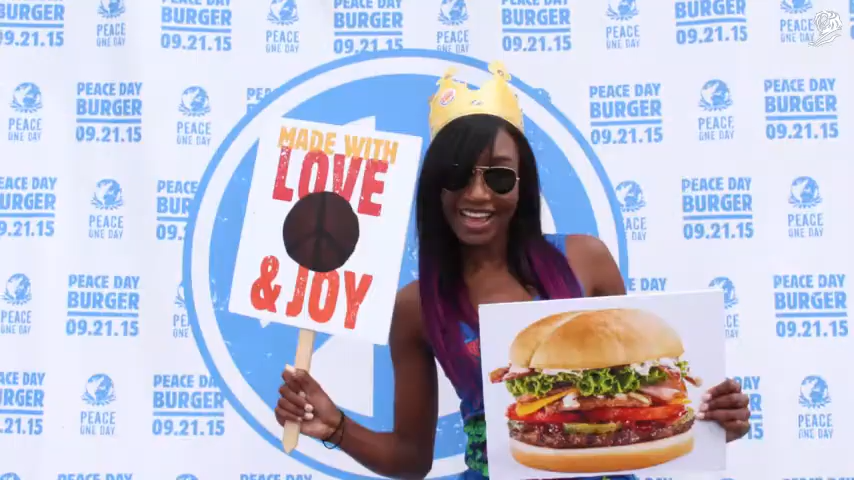 MADE WITH
LOVE
& JOY
PEACE DAY
BURGER
09.21.15
PEACE
ONE DAY